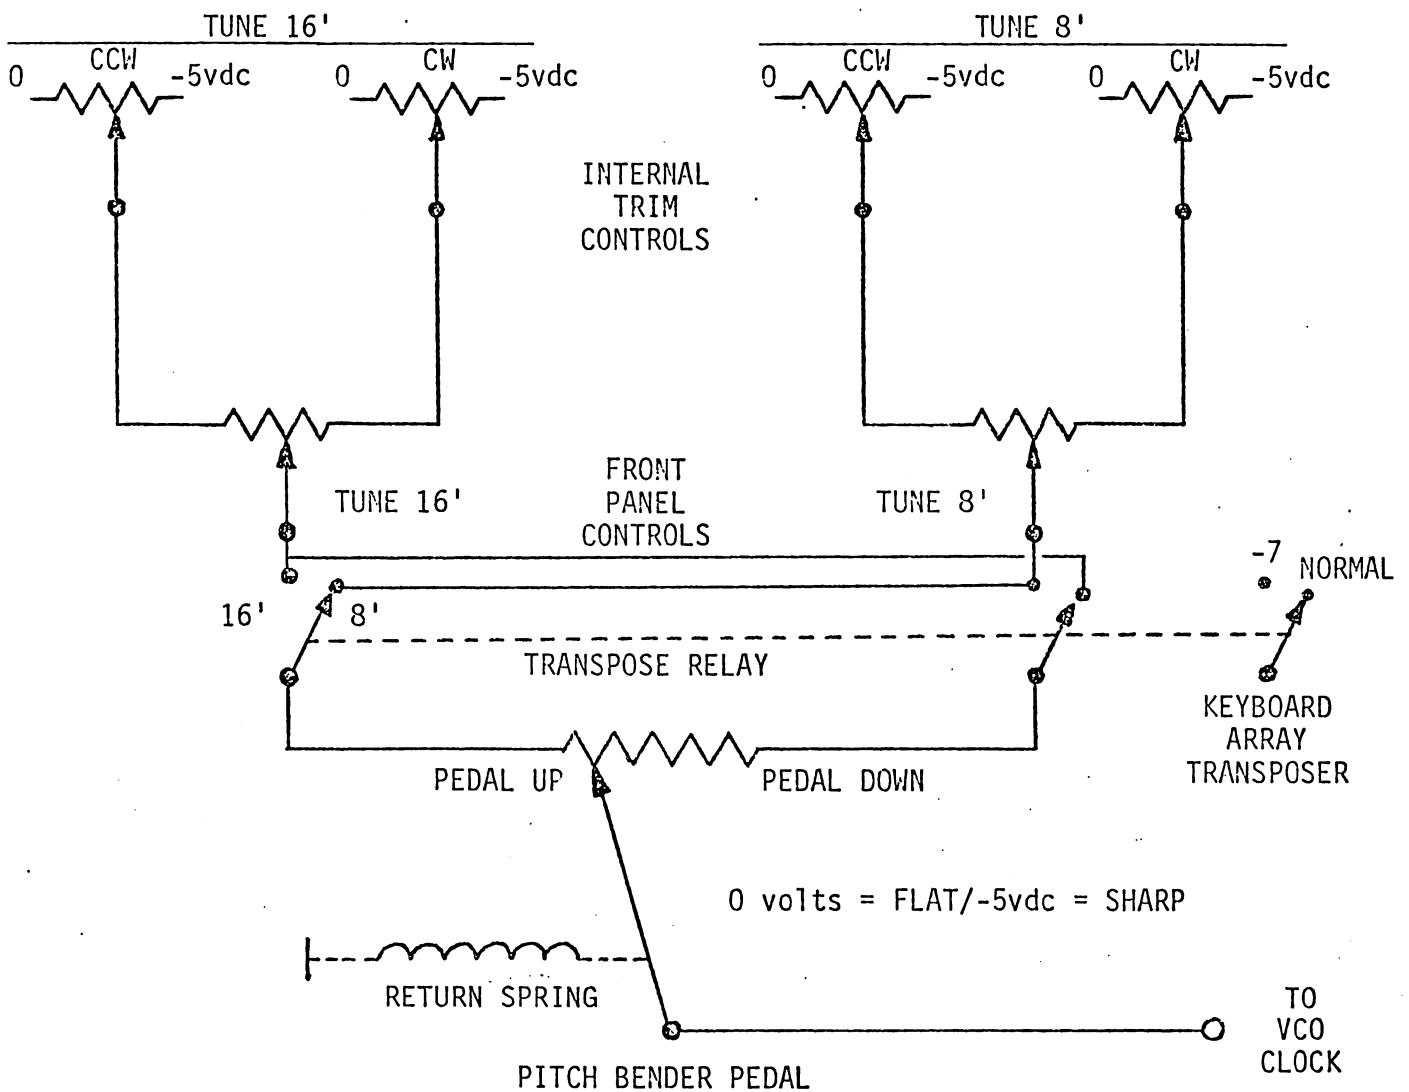 TUNE 16'
TUNE 8'
CCW
CW
CCW
CW
0
-5vdc
0
-5vdc
0
-5vdc
0
-5vdc
INTERNAL
TRIM
CONTROLS
FRONT
PANEL
CONTROLS
TUNE 16'
TUNE 8'
-7
NORMAL
16'
8'
TRANSPOSE RELAY
KEYBOARD
ARRAY
TRANSPOSER
PEDAL UP
PEDAL DOWN
0 volts = FLAT/-5vdc = SHARP
RETURN SPRING
TO
VCO
CLOCK
PITCH BENDER PEDAL